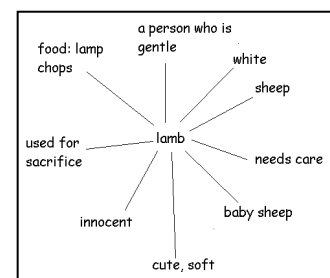 a person who is
gentle
food: lamp
chops
white
sheep
lamb
used for
sacrifice
needs care
baby sheep
innocent
cute, soft